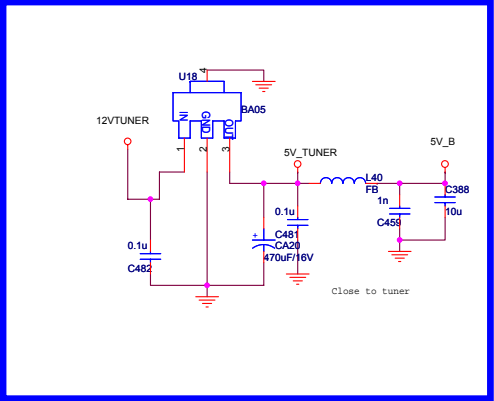 4
U18
BA05
IN
GND
OUT
1
2
3
12VTUNER
5V_TUNER
5V_B
L40
FB
C388
10u
1n
C459
0.1u
C481
+
CA20
470uF/16V
0.1u
C482
Close to tuner